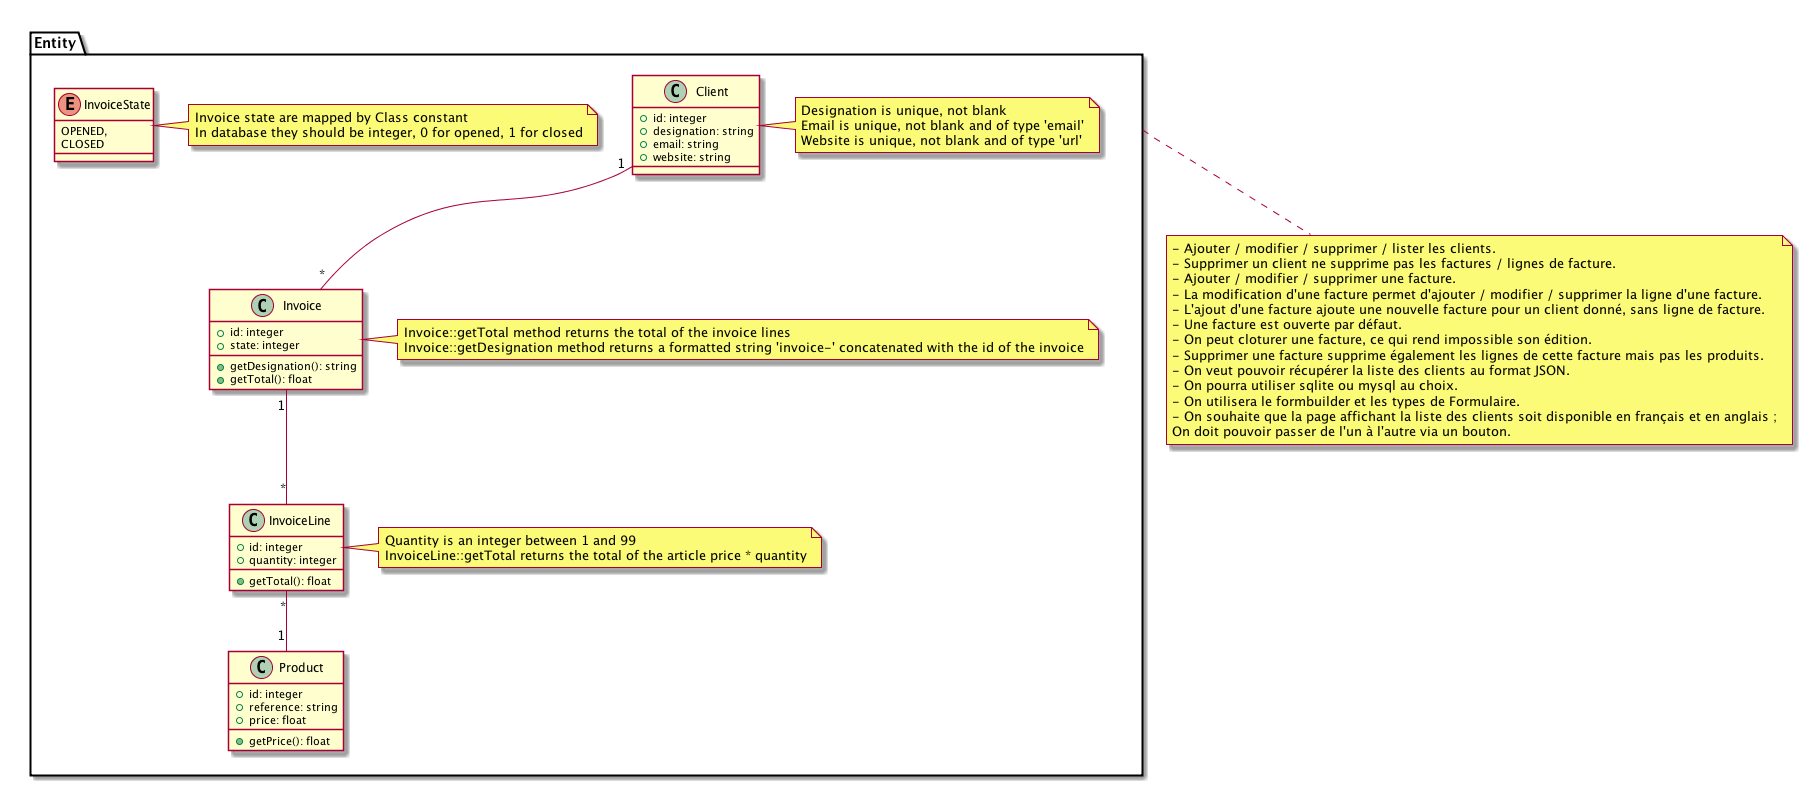 Entity
E InvoiceState
OPENED,
CLOSED
Invoice state are mapped by Class constant
In database they should be integer, 0 for opened, 1 for closed
C Client
id: integer
designation: string
email: string
website: string
Designation is unique, not blank
Email is unique, not blank and of type 'email'
Website is unique, not blank and of type 'url'
1
*
- Ajouter / modifier / supprimer / lister les clients.
- Supprimer un client ne supprime pas les factures / lignes de facture.
- Ajouter / modifier / supprimer une facture.
- La modification d'une facture permet d'ajouter / modifier / supprimer la ligne d'une facture.
- L'ajout d'une facture ajoute une nouvelle facture pour un client donné, sans ligne de facture.
- Une facture est ouverte par défaut.
- On peut cloturer une facture, ce qui rend impossible son édition.
- Supprimer une facture supprime également les lignes de cette facture mais pas les produits.
- On veut pouvoir récupérer la liste des clients au format JSON.
- On pourra utiliser sqlite ou mysql au choix.
- On utilisera le formbuilder et les types de Formulaire.
- On souhaite que la page affichant la liste des clients soit disponible en français et en anglais ;
On doit pouvoir passer de l'un à l'autre via un bouton.
C Invoice
id: integer
state: integer
getDesignation(): string
getTotal(): float
Invoice::getTotal method returns the total of the invoice lines
Invoice::getDesignation method returns a formatted string 'invoice-' concatenated with the id of the invoice
1
*
C InvoiceLine
id: integer
quantity: integer
getTotal(): float
Quantity is an integer between 1 and 99
InvoiceLine::getTotal returns the total of the article price * quantity
*
1
C Product
id: integer
reference: string
price: float
getPrice(): float